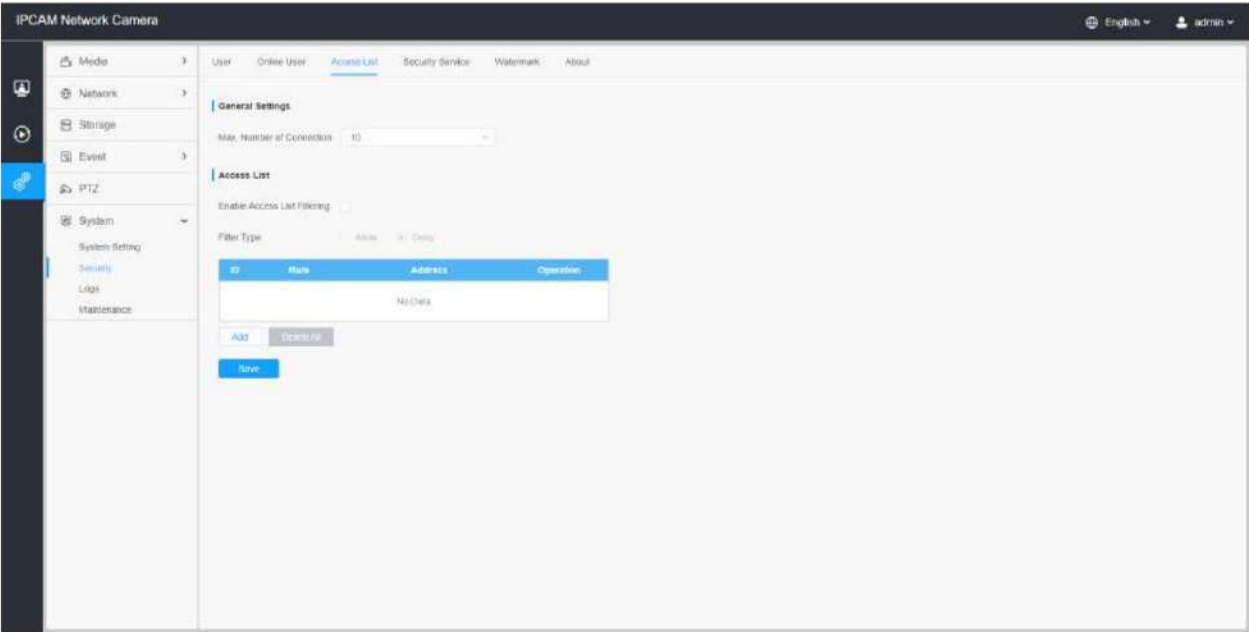 IPCAM Network Camera
English
admin
Media
Network
Storage
Event
PTZ
System
System Setting
Security
Logs
Maintenance
User Online User Access List Security Service Watermark About
General Settings
Max. Number of Connection 10
Access List
Enable Access List Filtering
Filter Type Allow Deny
ID Rule Address Operation
No Data
Add Delete All
Save